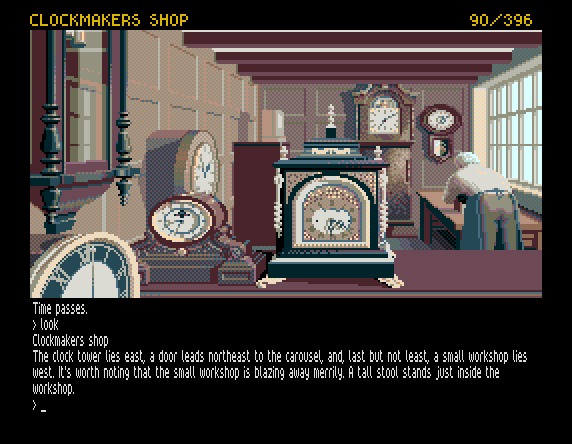 CLOCKMAKERS SHOP 90/396
Time passes.
> look
Clockmakers shop
The clock tower lies east, a door leads northeast to the carousel, and, last but not least, a small workshop lies
west. It's worth noting that the small workshop is blazing away merrily. A tall stool stands just inside the
workshop.
> _